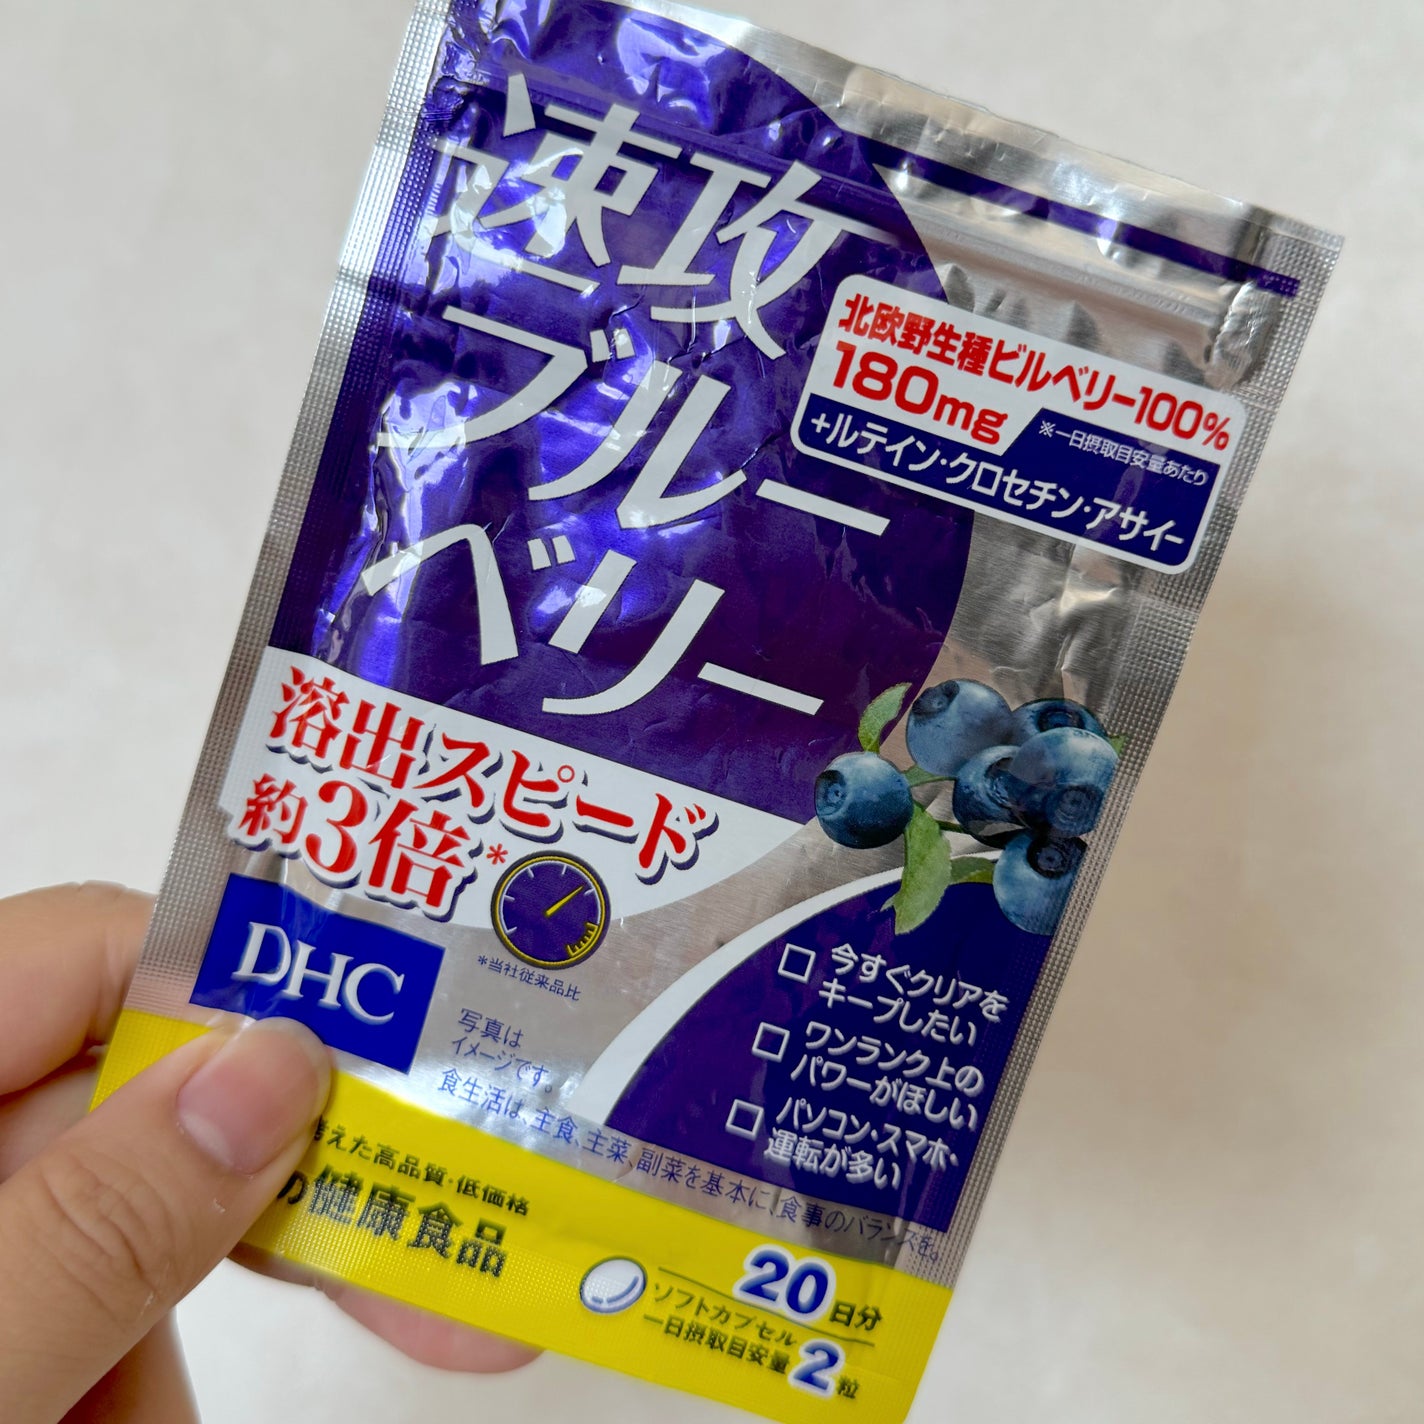 速攻
ブルー
ベリー
北欧野生種ビルベリー100%
180mg
※一日摂取目安量あたり
+ルテイン・クロセチン・アサイー
溶出スピード
約3倍*
*当社従来品比
DHC
写真は
イメージです。
食生活は、主食、主菜、副菜を基本に、食事のバランスを。
今すぐクリアを
キープしたい
ワンランク上の
パワーがほしい
パソコン・スマホ・
運転が多い
考えた高品質・低価格
の健康食品
20日分
ソフトカプセル
一日摂取目安量 2粒